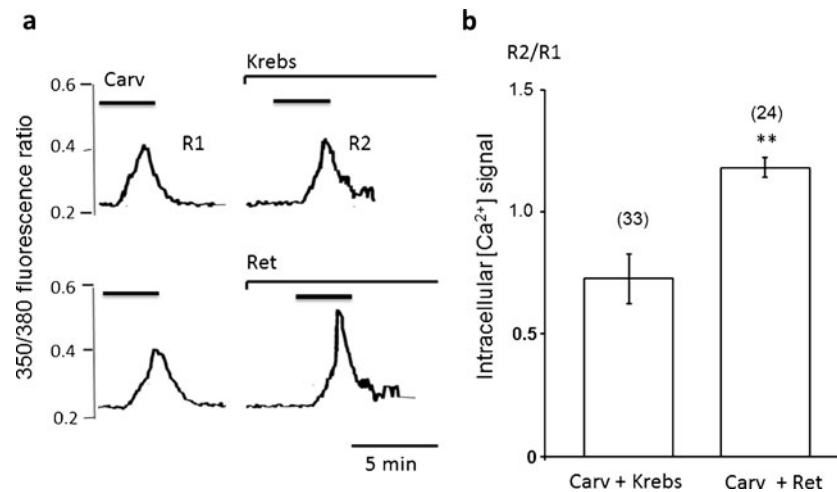 a
Krebs
Carv
0.6
0.4
0.2
R1
R2
350/380 fluorescence ratio
Ret
0.6
0.4
0.2
5 min
b
R2/R1
Intracellular [Ca²⁺] signal
1.5
1.0
0.5
0
(33)
(24)
**
Carv + Krebs
Carv + Ret